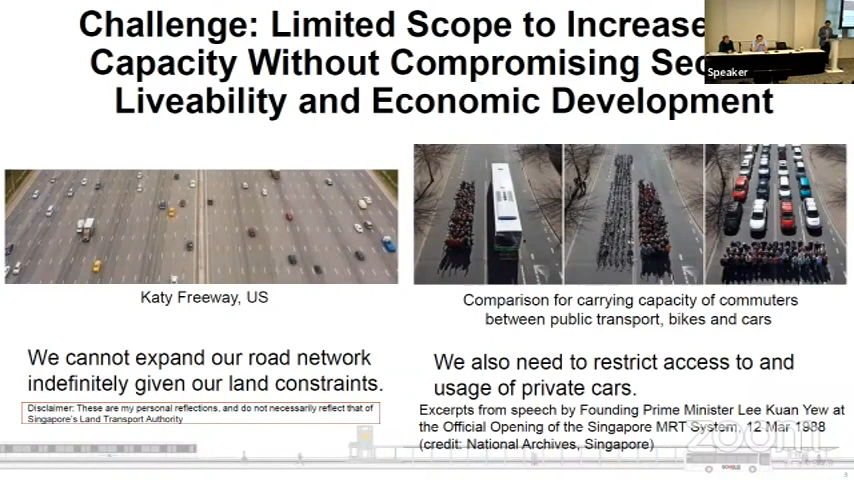 Challenge: Limited Scope to Increase
Capacity Without Compromising
Liveability and Economic Development
Speaker
Katy Freeway, US
Comparison for carrying capacity of commuters
between public transport, bikes and cars
We cannot expand our road network
indefinitely given our land constraints.
Disclaimer: These are my personal reflections, and do not necessarily reflect that of
Singapore's Land Transport Authority
We also need to restrict access to and
usage of private cars.
Excerpts from speech by Founding Prime Minister Lee Kuan Yew at
the Official Opening of the Singapore MRT System, 12 Mar 1988
(credit: National Archives, Singapore)
zoom
3